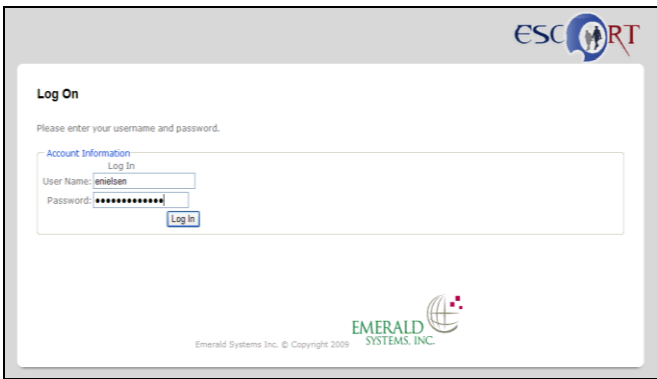 ESCORT
Log On
Please enter your username and password.
Account Information
Log In
User Name: enielsen
Password: •••••••••••••
Log In
EMERALD
SYSTEMS, INC.
Emerald Systems Inc. © Copyright 2009